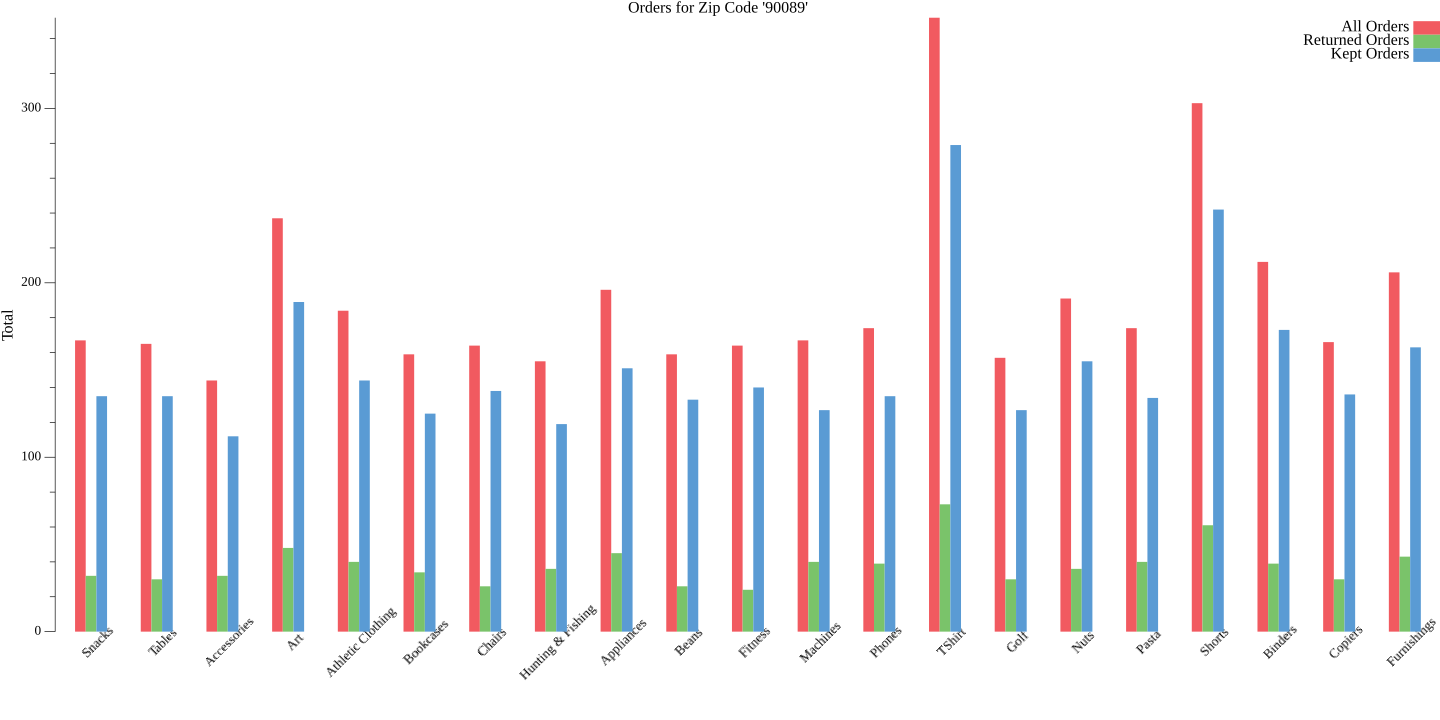 Orders for Zip Code '90089'
All Orders
Returned Orders
Kept Orders
Total
300
200
100
0
Snacks
Tables
Accessories
Art
Athletic Clothing
Bookcases
Chairs
Hunting & Fishing
Appliances
Beans
Fitness
Machines
Phones
TShirt
Golf
Nuts
Pasta
Shorts
Binders
Copiers
Furnishings